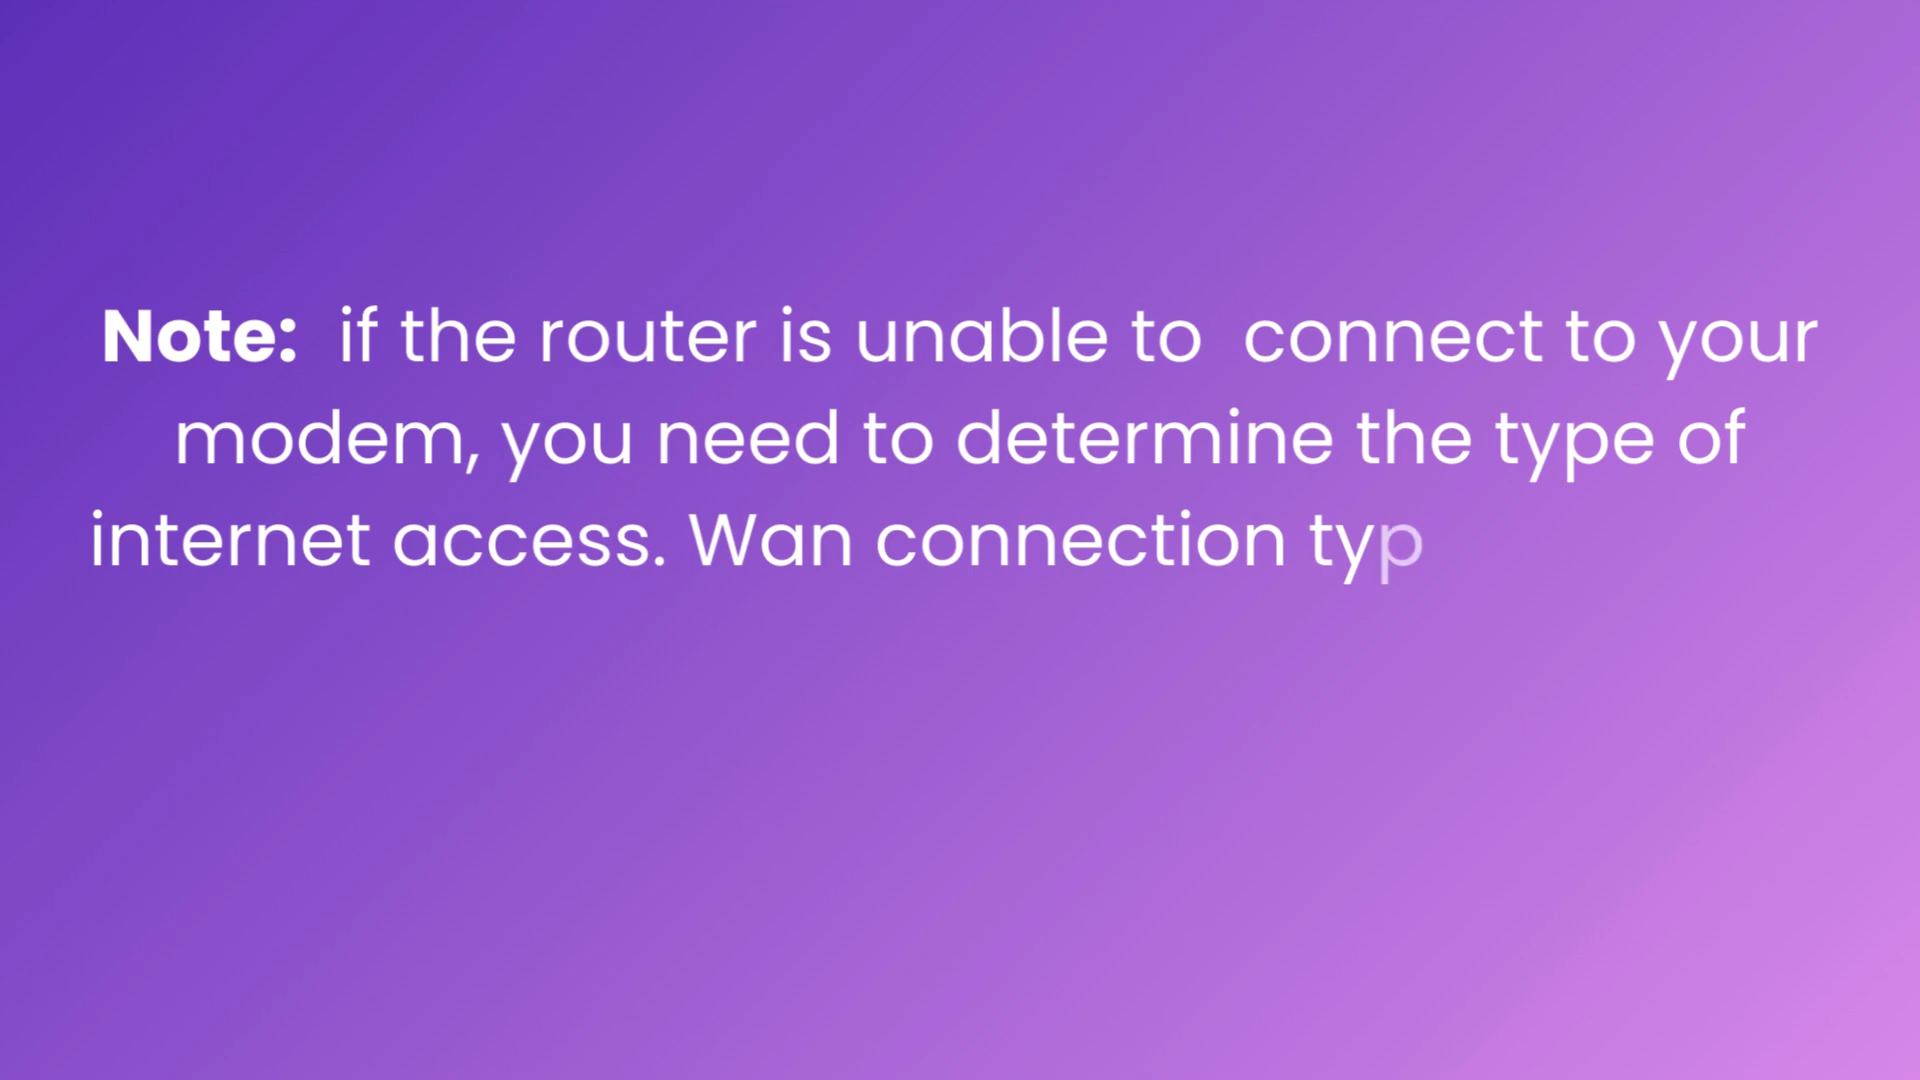 Note:  if the router is unable to  connect to your
modem, you need to determine the type of
internet access. Wan connection typ